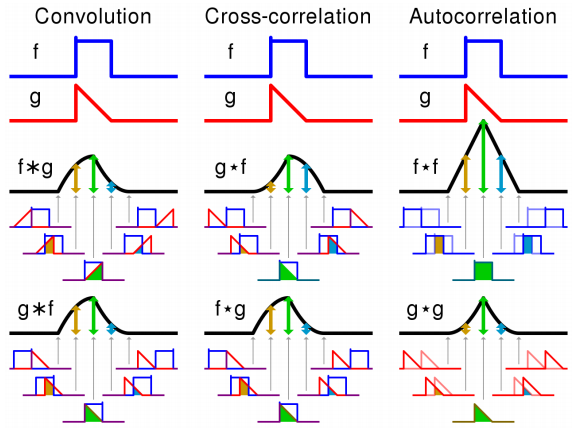 Convolution Cross-correlation Autocorrelation
f f f
g g g
f∗g g⋆f f⋆f
g∗f f⋆g g⋆g